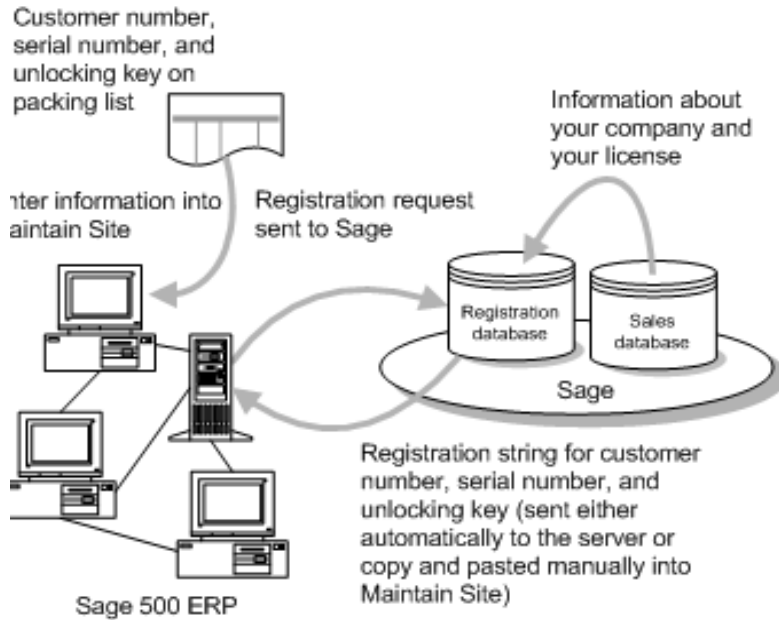 Customer number,
serial number, and
unlocking key on
packing list
Information about
your company and
your license
nter information into
aintain Site
Registration request
sent to Sage
Registration
database
Sales
database
Sage
Registration string for customer
number, serial number, and
unlocking key (sent either
automatically to the server or
copy and pasted manually into
Maintain Site)
Sage 500 ERP